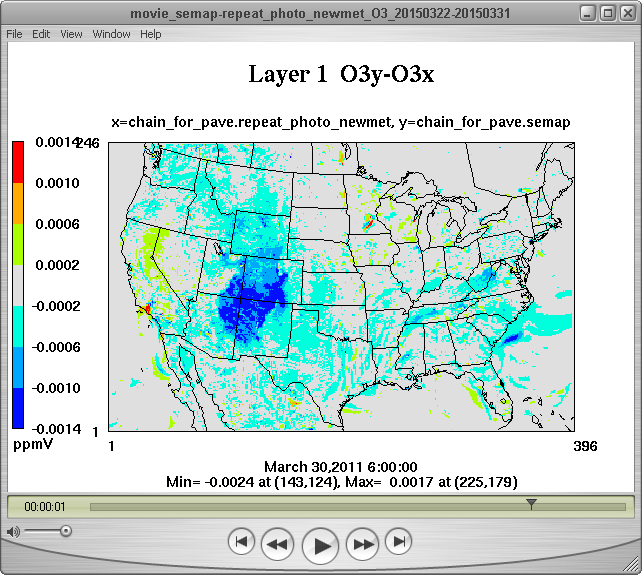 movie_semap-repeat_photo_newmet_O3_20150322-20150331
File Edit View Window Help
Layer 1 O3y-O3x
x=chain_for_pave.repeat_photo_newmet, y=chain_for_pave.semap
0.0014
246
0.0010
0.0006
0.0002
-0.0002
-0.0006
-0.0010
-0.0014
1
ppmV
1
396
March 30,2011 6:00:00
Min= -0.0024 at (143,124), Max= 0.0017 at (225,179)
00:00:01